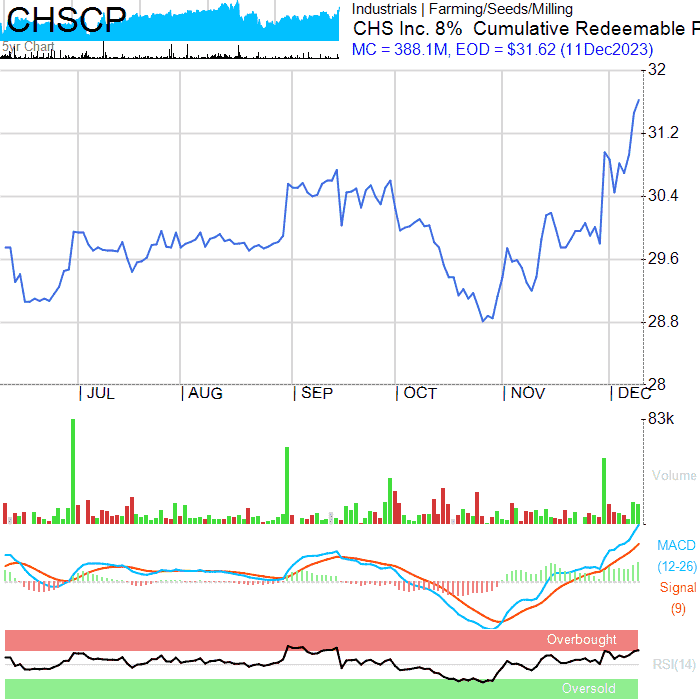 CHSCP
5yr Chart
Industrials | Farming/Seeds/Milling
CHS Inc. 8% Cumulative Redeemable P
MC = 388.1M, EOD = $31.62 (11Dec2023)
32
31.2
30.4
29.6
28.8
28
| JUL | AUG | SEP | OCT | NOV | DEC
83k
Volume
MACD
(12-26)
Signal
(9)
Overbought
RSI(14)
Oversold